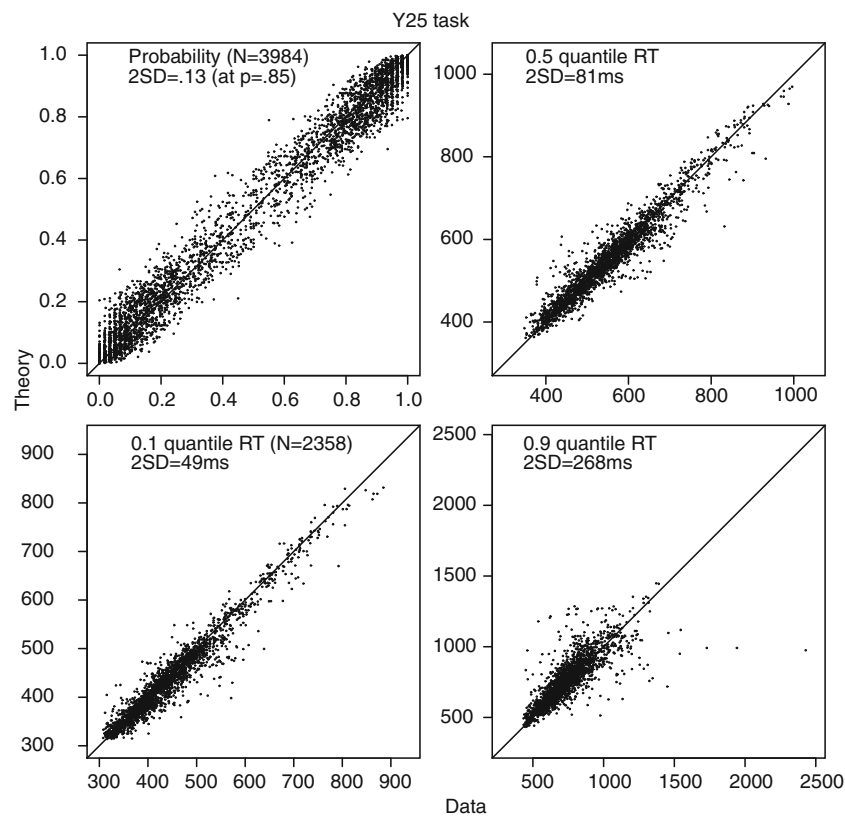 Y25 task
Probability (N=3984)
2SD=.13 (at p=.85)
1.0
0.8
0.6
0.4
0.2
0.0
0.0 0.2 0.4 0.6 0.8 1.0
0.5 quantile RT
2SD=81ms
1000
800
600
400
400 600 800 1000
Theory
0.1 quantile RT (N=2358)
2SD=49ms
900
800
700
600
500
400
300
300 400 500 600 700 800 900
0.9 quantile RT
2SD=268ms
2500
2000
1500
1000
500
500 1000 1500 2000 2500
Data